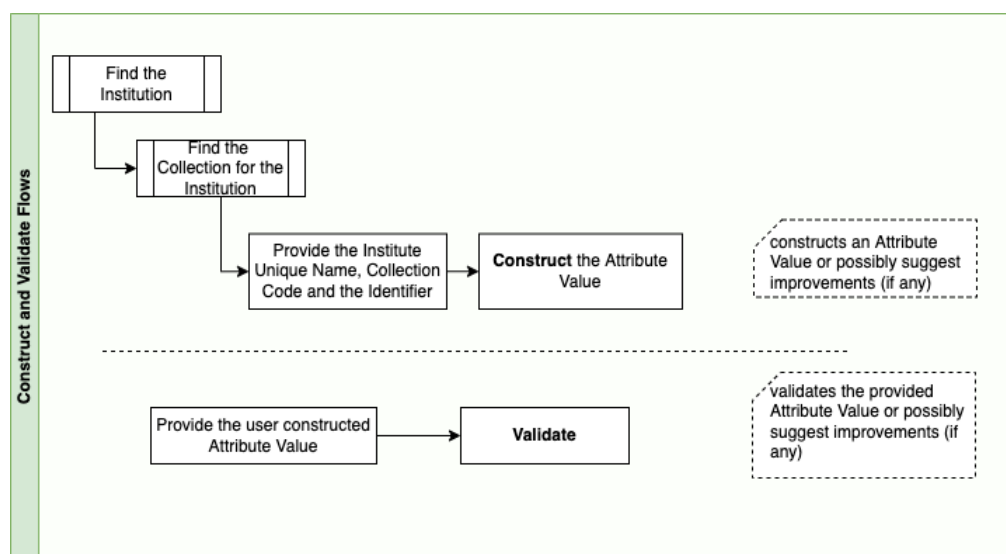 Construct and Validate Flows
Find the
Institution
Find the
Collection for the
Institution
Provide the Institute
Unique Name, Collection
Code and the Identifier
Construct the Attribute
Value
constructs an Attribute
Value or possibly suggest
improvements (if any)
Provide the user constructed
Attribute Value
Validate
validates the provided
Attribute Value or possibly
suggest improvements (if
any)